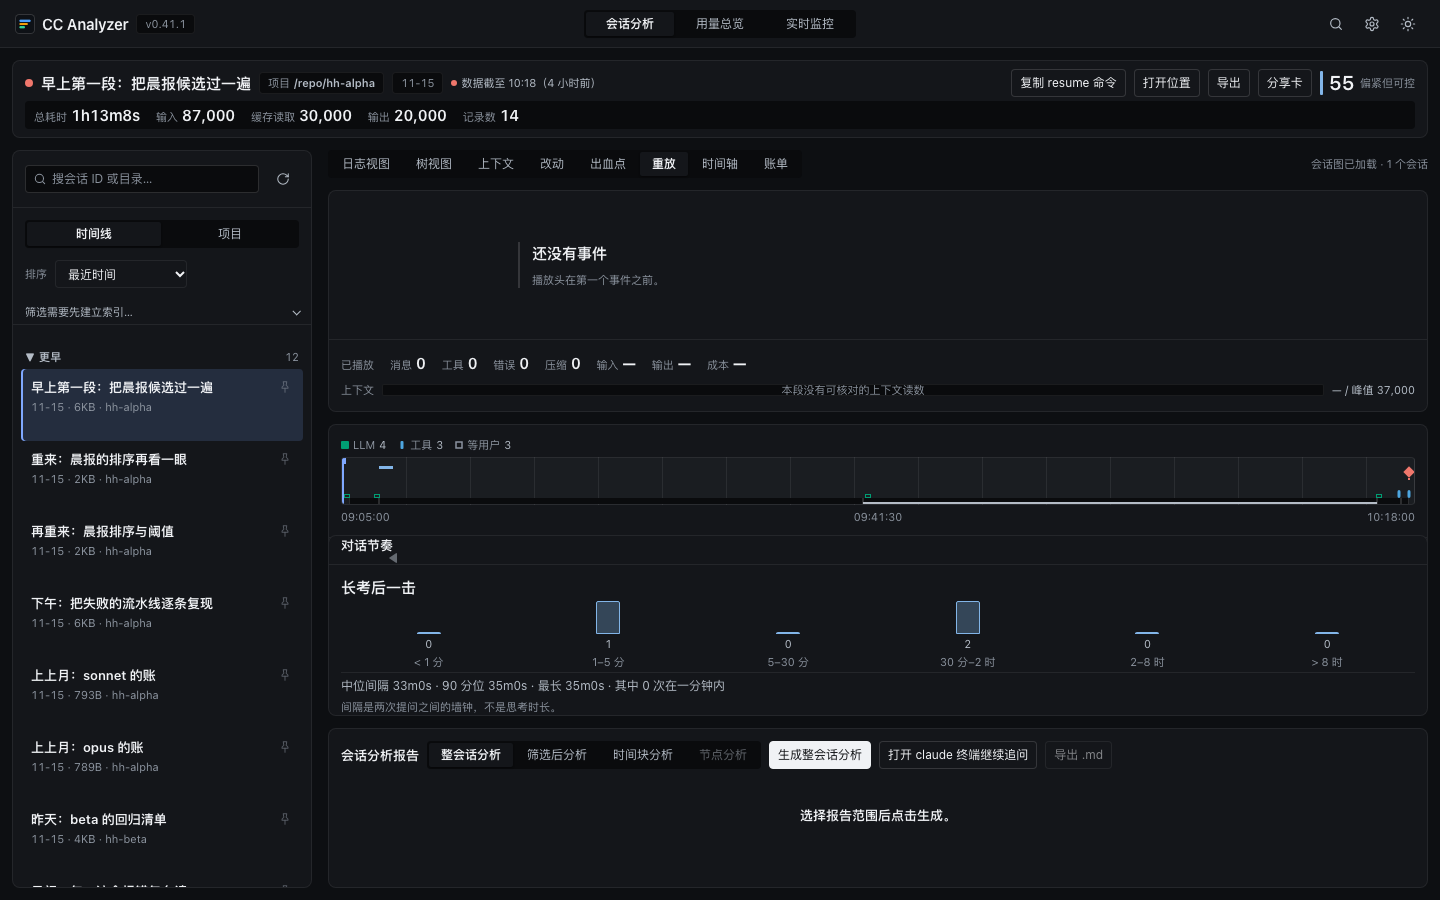 CC Analyzer v0.41.1 会话分析 用量总览 实时监控
早上第一段：把晨报候选过一遍 项目 /repo/hh-alpha 11-15 数据截至 10:18（4 小时前） 复制 resume 命令 打开位置 导出 分享卡 55 偏紧但可控
总耗时 1h13m8s 输入 87,000 缓存读取 30,000 输出 20,000 记录数 14
搜会话 ID 或目录...
时间线 项目
排序 最近时间
筛选需要先建立索引...
▼ 更早 12
早上第一段：把晨报候选过一遍
11-15 · 6KB · hh-alpha
重来：晨报的排序再看一眼
11-15 · 2KB · hh-alpha
再重来：晨报排序与阈值
11-15 · 2KB · hh-alpha
下午：把失败的流水线逐条复现
11-15 · 6KB · hh-alpha
上上月：sonnet 的账
11-15 · 793B · hh-alpha
上上月：opus 的账
11-15 · 789B · hh-alpha
昨天：beta 的回归清单
11-15 · 4KB · hh-beta
日志视图 树视图 上下文 改动 出血点 重放 时间轴 账单 会话图已加载 · 1 个会话
还没有事件
播放头在第一个事件之前。
已播放 消息 0 工具 0 错误 0 压缩 0 输入 — 输出 — 成本 —
上下文 本段没有可核对的上下文读数 — / 峰值 37,000
LLM 4 工具 3 等用户 3
09:05:00 09:41:30 10:18:00
对话节奏
长考后一击
0 1 0 2 0 0
< 1 分 1–5 分 5–30 分 30 分–2 时 2–8 时 > 8 时
中位间隔 33m0s · 90 分位 35m0s · 最长 35m0s · 其中 0 次在一分钟内
间隔是两次提问之间的墙钟，不是思考时长。
会话分析报告 整会话分析 筛选后分析 时间块分析 节点分析 生成整会话分析 打开 claude 终端继续追问 导出 .md
选择报告范围后点击生成。